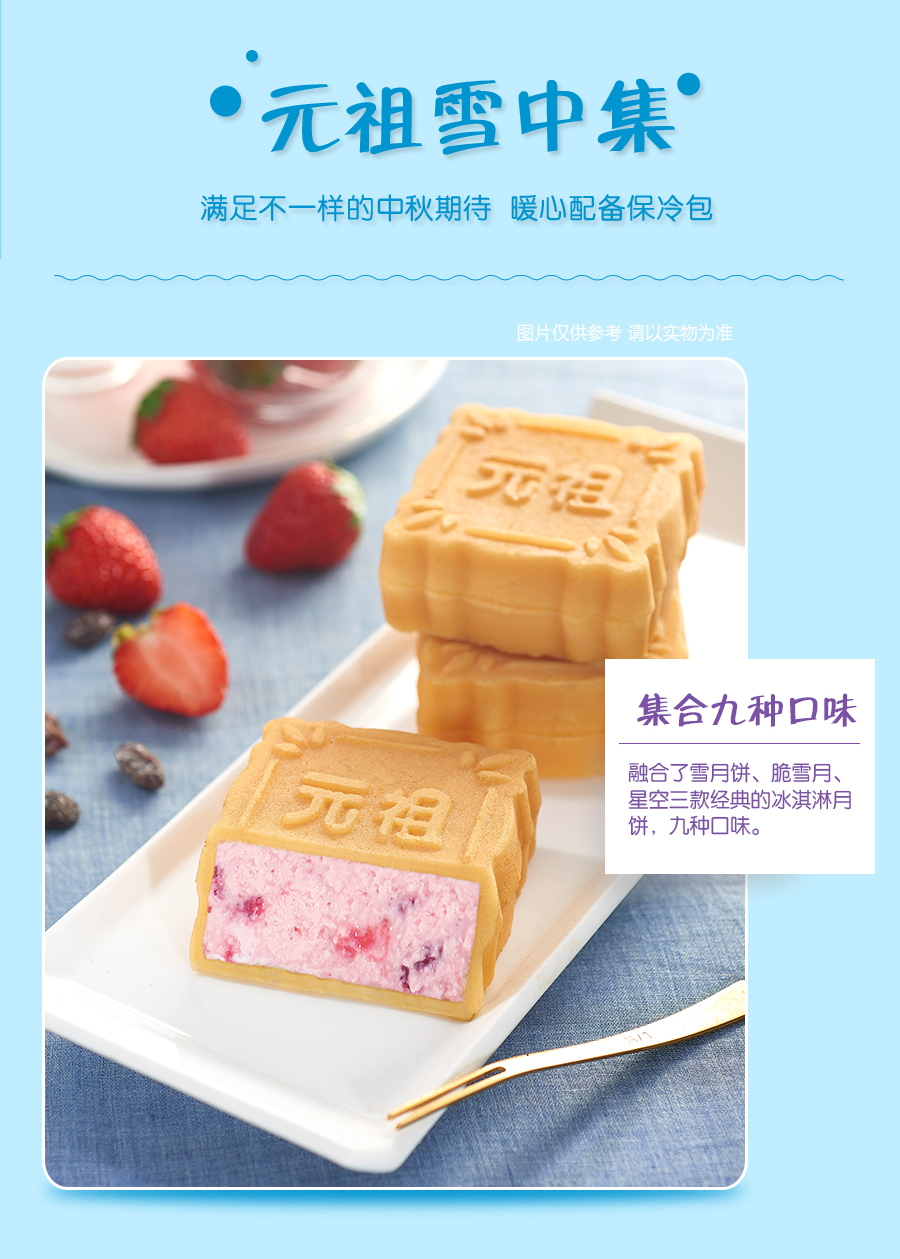 元祖雪中集
满足不一样的中秋期待 暖心配备保冷包
图片仅供参考 请以实物为准
元祖
元祖
集合九种口味
融合了雪月饼、脆雪月、
星空三款经典的冰淇淋月
饼，九种口味。